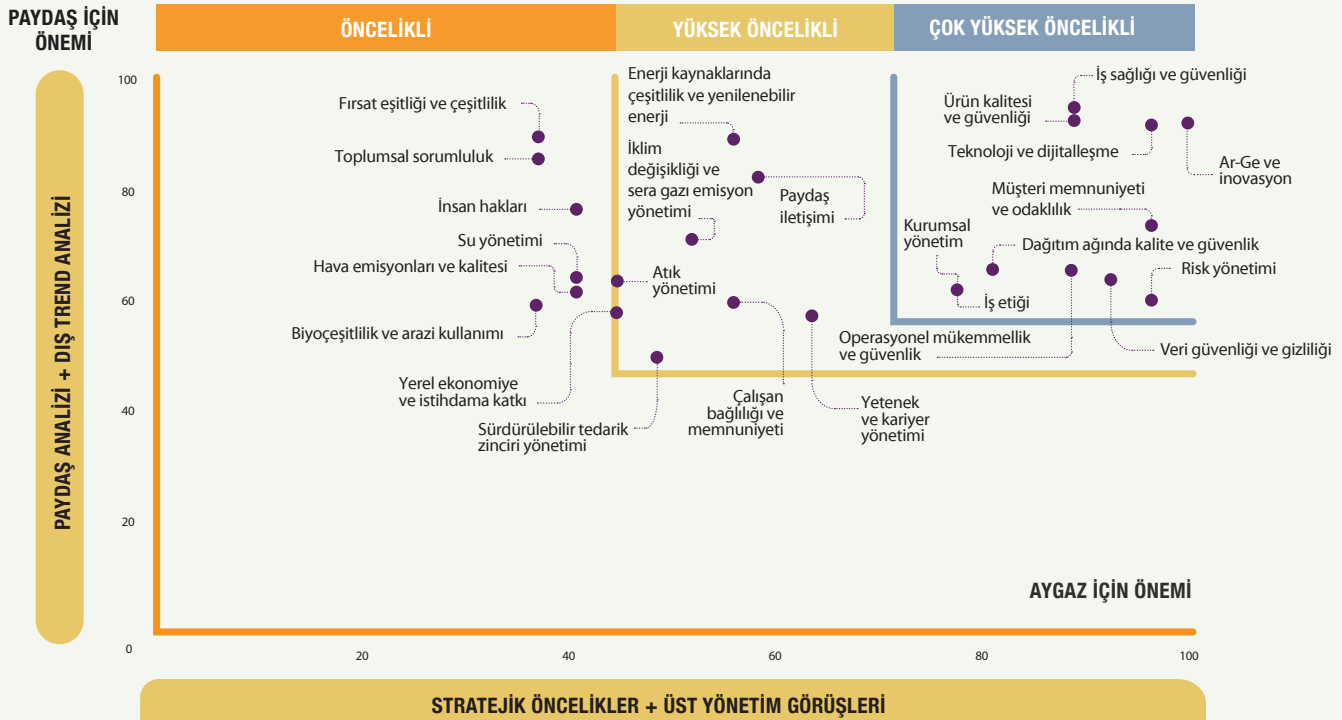 PAYDAŞ İÇİN
ÖNEMİ
ÖNCELİKLİ
YÜKSEK ÖNCELİKLİ
ÇOK YÜKSEK ÖNCELİKLİ
PAYDAŞ ANALİZİ + DIŞ TREND ANALİZİ
100
80
60
40
20
0
Fırsat eşitliği ve çeşitlilik
Toplumsal sorumluluk
İnsan hakları
Su yönetimi
Hava emisyonları ve kalitesi
Biyoçeşitlilik ve arazi kullanımı
Yerel ekonomiye
ve istihdama katkı
Sürdürülebilir tedarik
zinciri yönetimi
Enerji kaynaklarında
çeşitlilik ve yenilenebilir
enerji
İklim
değişikliği ve
sera gazı emisyon
yönetimi
Paydaş
iletişimi
Atık
yönetimi
Çalışan
bağlılığı ve
memnuniyeti
Yetenek
ve kariyer
yönetimi
İş sağlığı ve güvenliği
Ürün kalitesi
ve güvenliği
Teknoloji ve dijitalleşme
Ar-Ge ve
inovasyon
Müşteri memnuniyeti
ve odaklılık
Kurumsal
yönetim
Dağıtım ağında kalite ve güvenlik
Risk yönetimi
İş etiği
Operasyonel mükemmellik
ve güvenlik
Veri güvenliği ve gizliliği
AYGAZ İÇİN ÖNEMİ
20
40
60
80
100
STRATEJİK ÖNCELİKLER + ÜST YÖNETİM GÖRÜŞLERİ